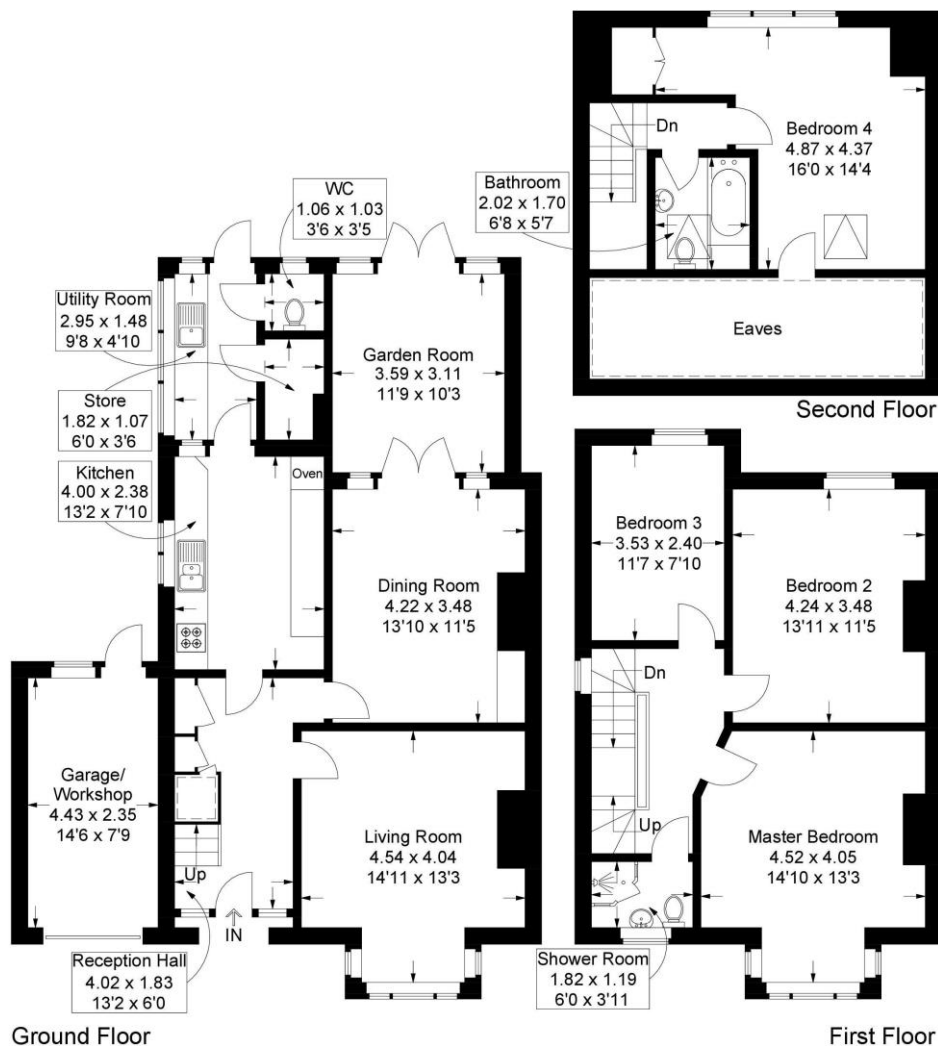 WC
1.06 x 1.03
3'6 x 3'5
Utility Room
2.95 x 1.48
9'8 x 4'10
Store
1.82 x 1.07
6'0 x 3'6
Kitchen
4.00 x 2.38
13'2 x 7'10
Oven
Garden Room
3.59 x 3.11
11'9 x 10'3
Dining Room
4.22 x 3.48
13'10 x 11'5
Garage/
Workshop
4.43 x 2.35
14'6 x 7'9
Living Room
4.54 x 4.04
14'11 x 13'3
Up
IN
Reception Hall
4.02 x 1.83
13'2 x 6'0
Ground Floor
Dn
Bedroom 4
4.87 x 4.37
16'0 x 14'4
Bathroom
2.02 x 1.70
6'8 x 5'7
Eaves
Second Floor
Bedroom 3
3.53 x 2.40
11'7 x 7'10
Bedroom 2
4.24 x 3.48
13'11 x 11'5
Dn
Up
Master Bedroom
4.52 x 4.05
14'10 x 13'3
Shower Room
1.82 x 1.19
6'0 x 3'11
First Floor